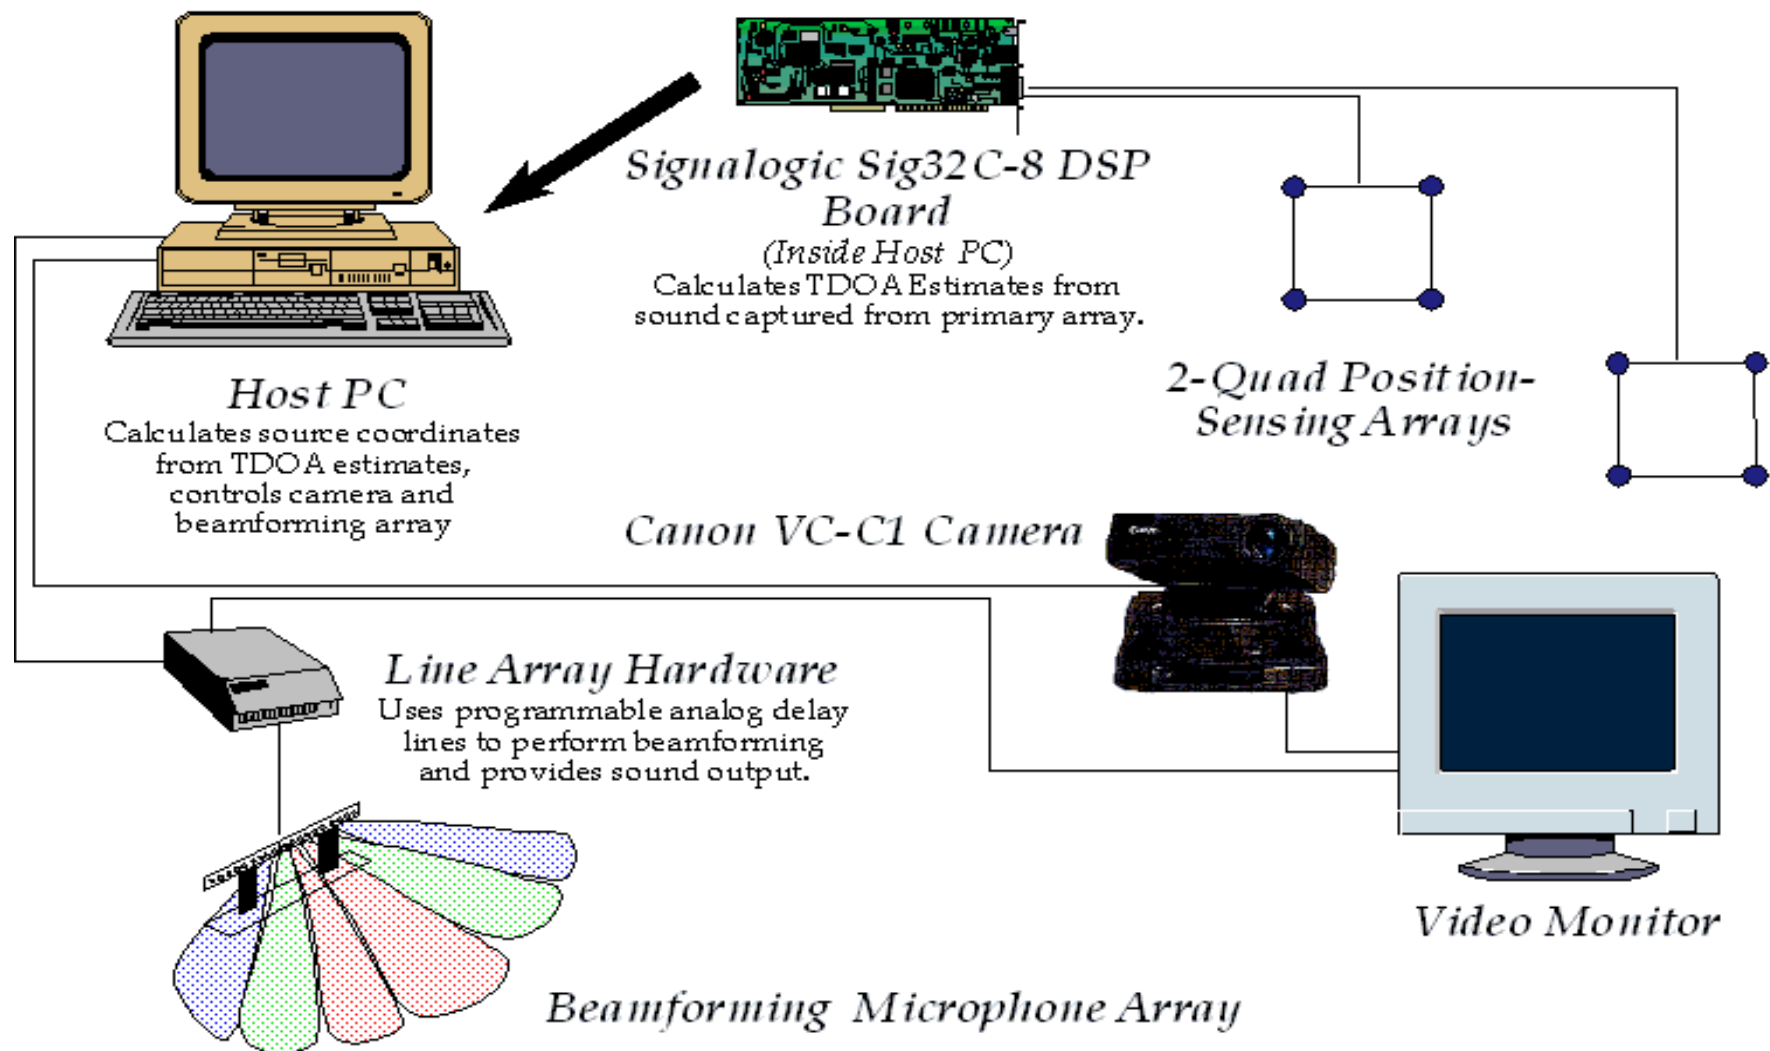 Signalogic Sig32C-8 DSP
Board
(Inside Host PC)
Calculates TDOA Estimates from
sound captured from primary array.
Host PC
Calculates source coordinates
from TDOA estimates,
controls camera and
beamforming array
2-Quad Position-
Sensing Arrays
Canon VC-C1 Camera
Canon
Line Array Hardware
Uses programmable analog delay
lines to perform beamforming
and provides sound output.
Video Monitor
Beamforming Microphone Array